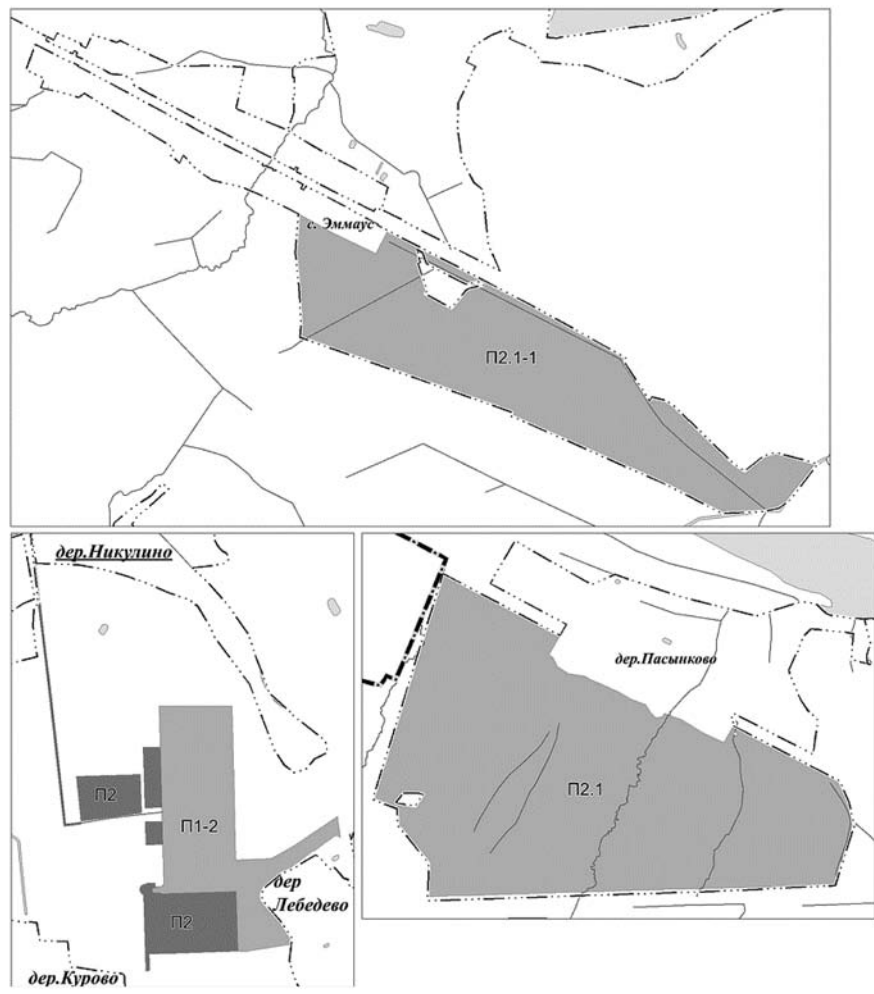 с. Эммаус
П2.1-1
дер.Никулино
П2
П1-2
дер
Лебедево
П2
дер.Курово
дер.Пасынково
П2.1